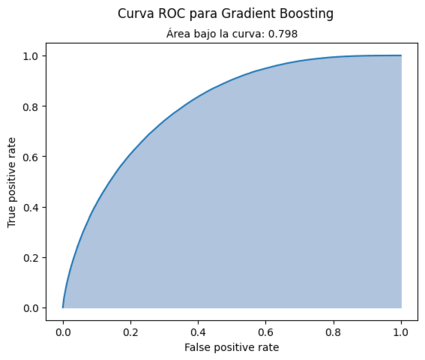 Curva ROC para Gradient Boosting
Área bajo la curva: 0.798
1.0
0.8
0.6
0.4
0.2
0.0
True positive rate
0.0 0.2 0.4 0.6 0.8 1.0
False positive rate